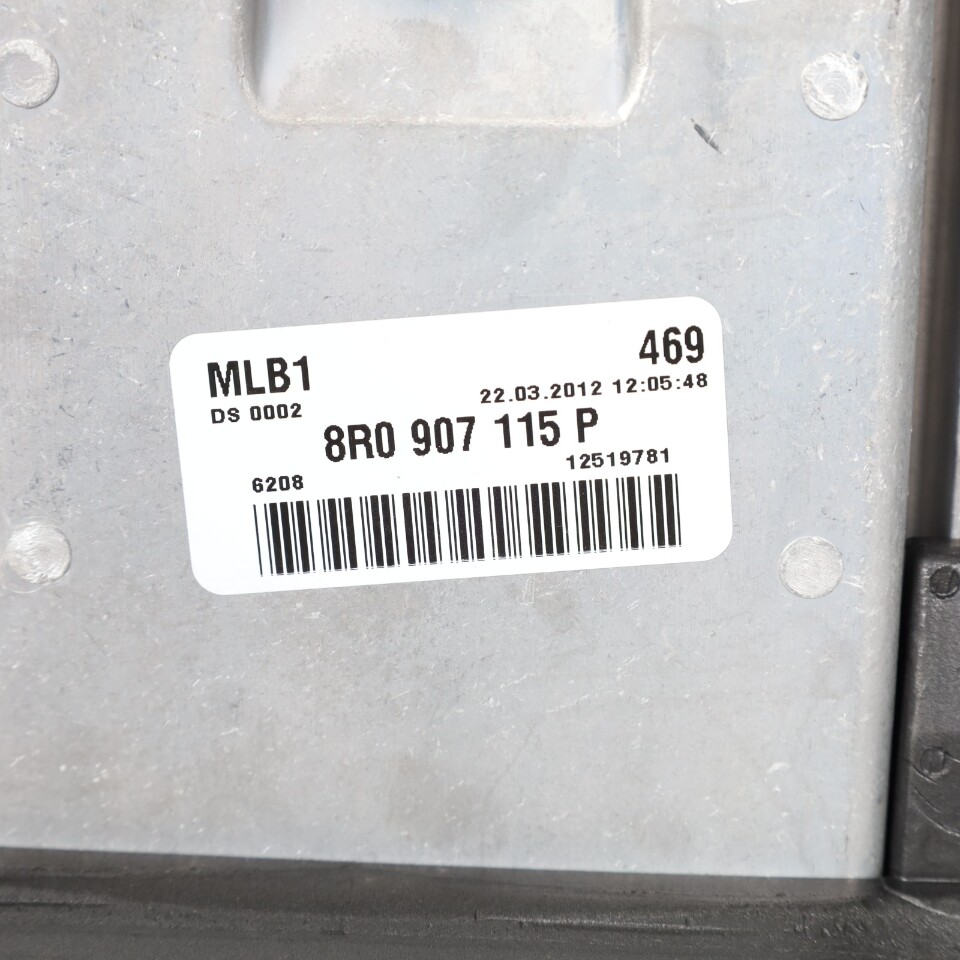 MLB1 469
DS 0002 22.03.2012 12:05:48
8R0 907 115 P
6208 12519781